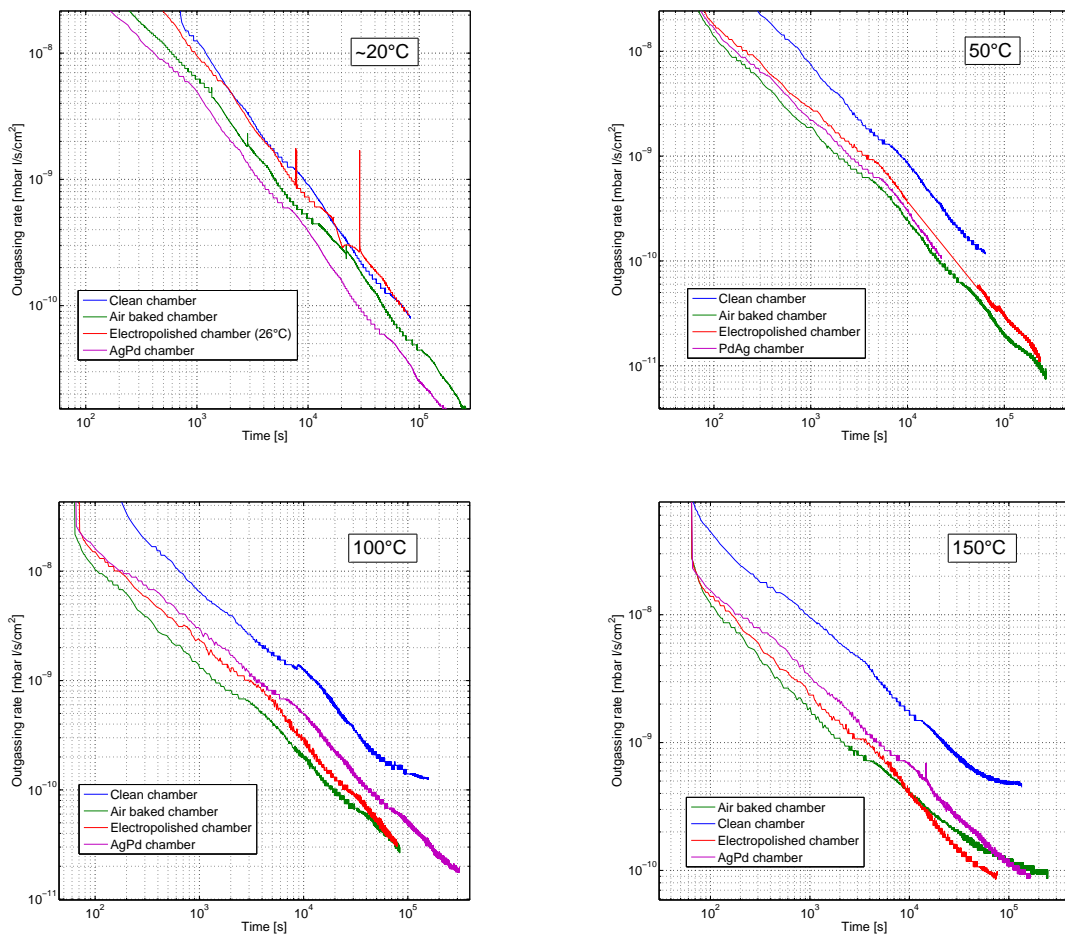 ~20°C
10⁻⁸
10⁻⁹
10⁻¹⁰
Outgassing rate [mbar l/s/cm²]
Clean chamber
Air baked chamber
Electropolished chamber (26°C)
AgPd chamber
10² 10³ 10⁴ 10⁵
Time [s]
50°C
10⁻⁸
10⁻⁹
10⁻¹⁰
10⁻¹¹
Outgassing rate [mbar l/s/cm²]
Clean chamber
Air baked chamber
Electropolished chamber
PdAg chamber
10² 10³ 10⁴ 10⁵
Time [s]
100°C
10⁻⁸
10⁻⁹
10⁻¹⁰
10⁻¹¹
Outgassing rate [mbar l/s/cm²]
Clean chamber
Air baked chamber
Electropolished chamber
AgPd chamber
10² 10³ 10⁴ 10⁵
Time [s]
150°C
10⁻⁸
10⁻⁹
10⁻¹⁰
Outgassing rate [mbar l/s/cm²]
Air baked chamber
Clean chamber
Electropolished chamber
AgPd chamber
10² 10³ 10⁴ 10⁵
Time [s]